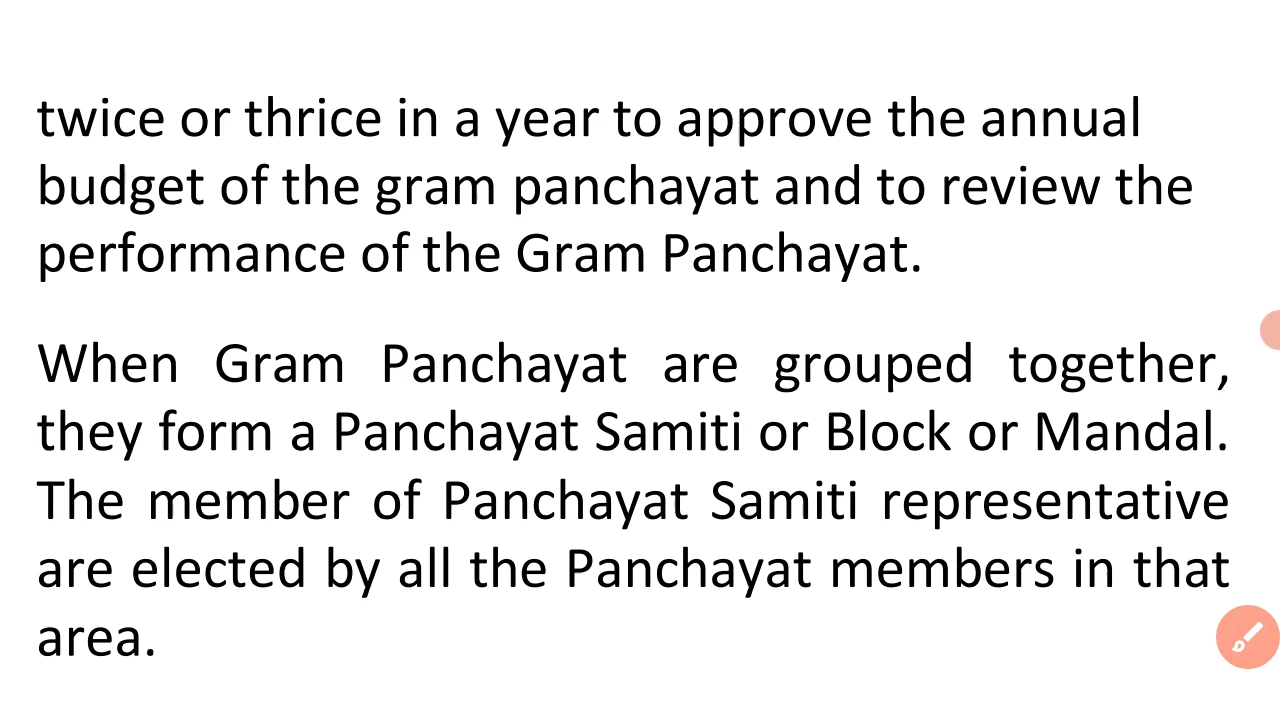 twice or thrice in a year to approve the annual
budget of the gram panchayat and to review the
performance of the Gram Panchayat.
When Gram Panchayat are grouped together,
they form a Panchayat Samiti or Block or Mandal.
The member of Panchayat Samiti representative
are elected by all the Panchayat members in that
area.